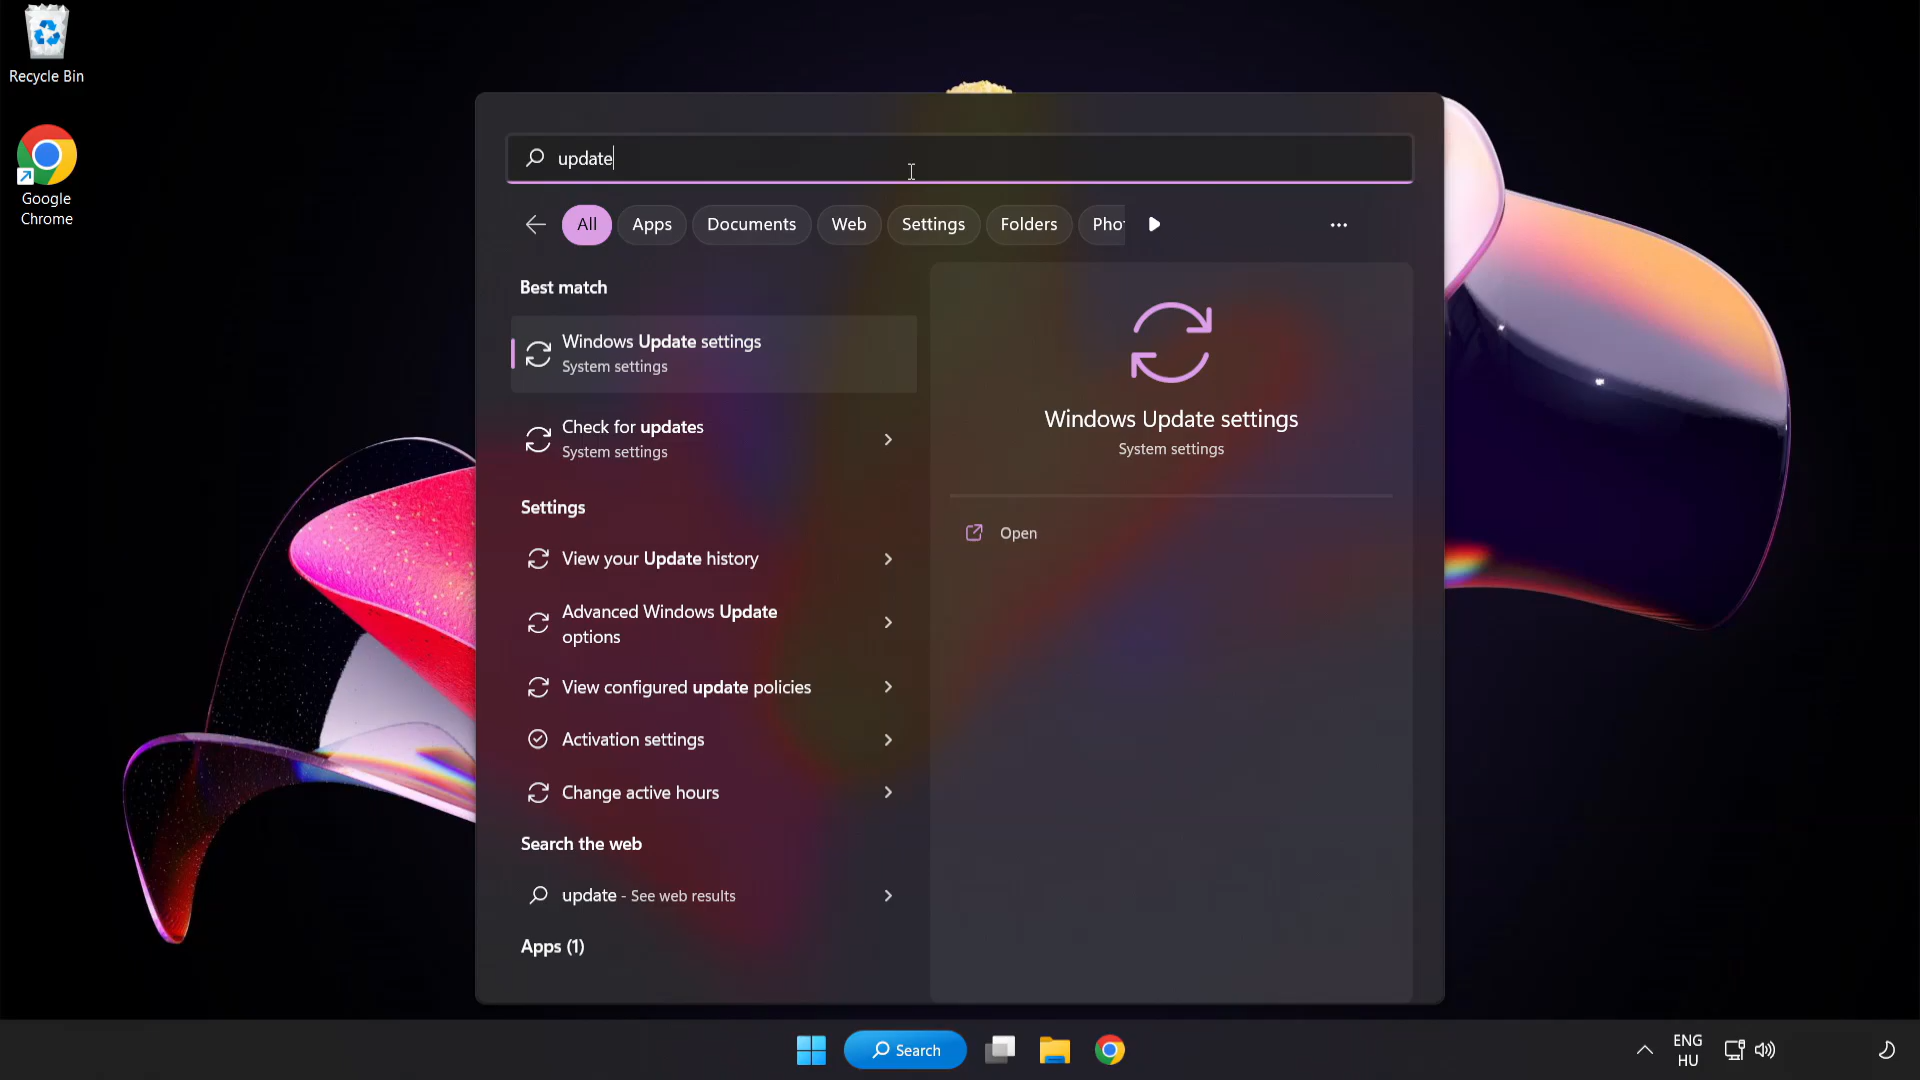 Recycle Bin
Google
Chrome
update
All
Apps
Documents
Web
Settings
Folders
Pho
Best match
Windows Update settings
System settings
Check for updates
System settings
Settings
View your Update history
Advanced Windows Update
options
View configured update policies
Activation settings
Change active hours
Search the web
update - See web results
Apps (1)
Windows Update settings
System settings
Open
Search
ENG
HU